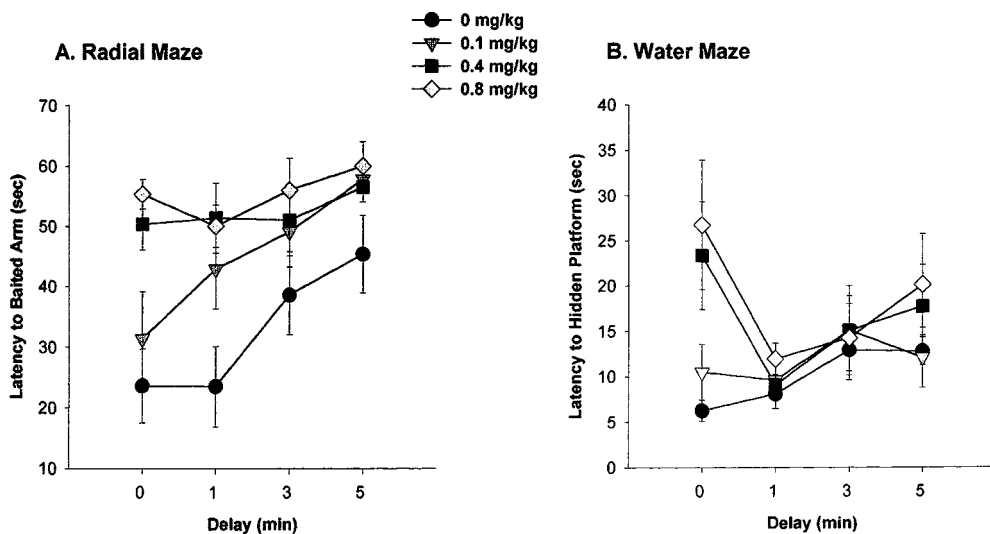 0 mg/kg
0.1 mg/kg
0.4 mg/kg
0.8 mg/kg
A. Radial Maze
70
60
50
40
30
20
10
Latency to Baited Arm (sec)
0 1 3 5
Delay (min)
B. Water Maze
40
35
30
25
20
15
10
5
0
Latency to Hidden Platform (sec)
0 1 3 5
Delay (min)